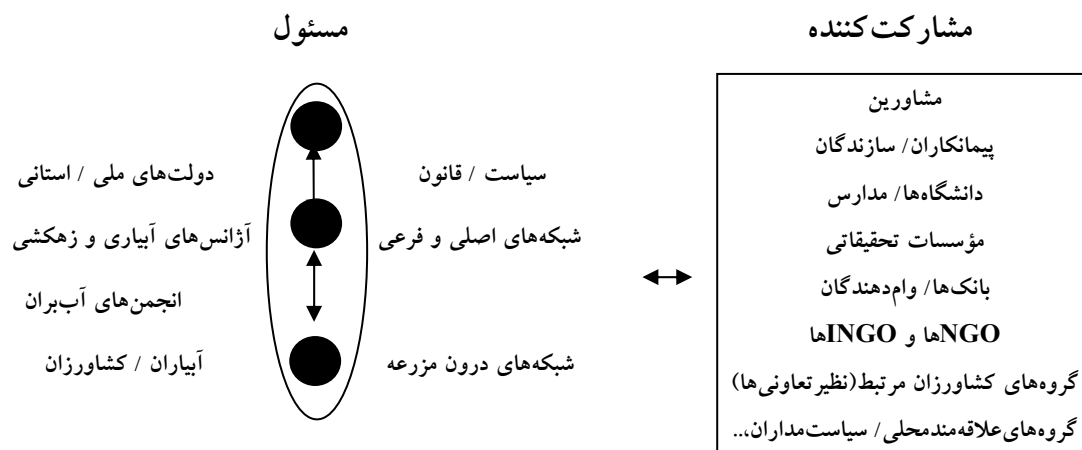 مشارکت‌کننده
مشاورین
پیمانکاران/ سازندگان
دانشگاه‌ها/ مدارس
مؤسسات تحقیقاتی
بانک‌ها/ وام‌دهندگان
NGOها و INGOها
گروه‌های کشاورزان مرتبط(نظیر تعاونی‌ها)
گروه‌های‌علاقه‌مندمحلی/ سیاست‌مداران،..
مسئول
سیاست / قانون
دولت‌های ملی / استانی
شبکه‌های اصلی و فرعی
آژانس‌های آبیاری و زهکشی
انجمن‌های آب‌بران
شبکه‌های درون مزرعه
آبیاران / کشاورزان